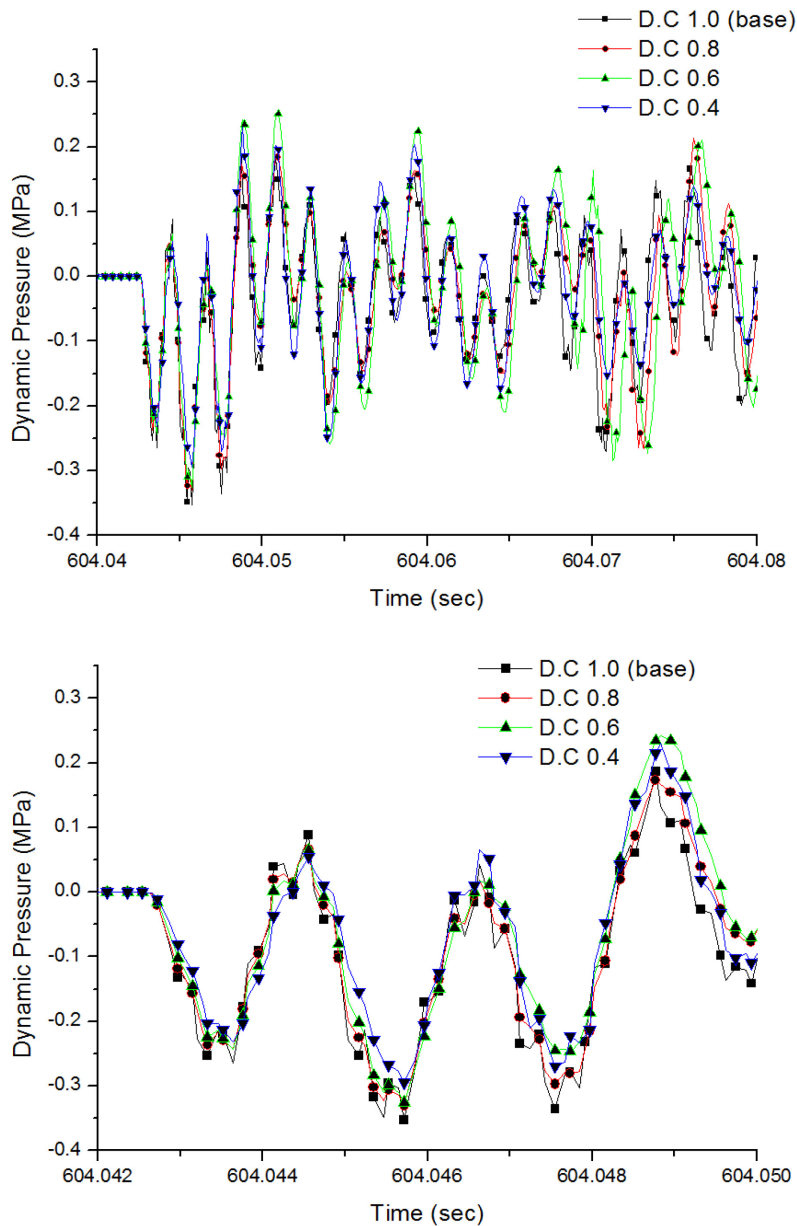 D.C 1.0 (base)
D.C 0.8
D.C 0.6
D.C 0.4
0.3
0.2
0.1
0.0
-0.1
-0.2
-0.3
-0.4
Dynamic Pressure (MPa)
604.04 604.05 604.06 604.07 604.08
Time (sec)
D.C 1.0 (base)
D.C 0.8
D.C 0.6
D.C 0.4
0.3
0.2
0.1
0.0
-0.1
-0.2
-0.3
-0.4
Dynamic Pressure (MPa)
604.042 604.044 604.046 604.048 604.050
Time (sec)